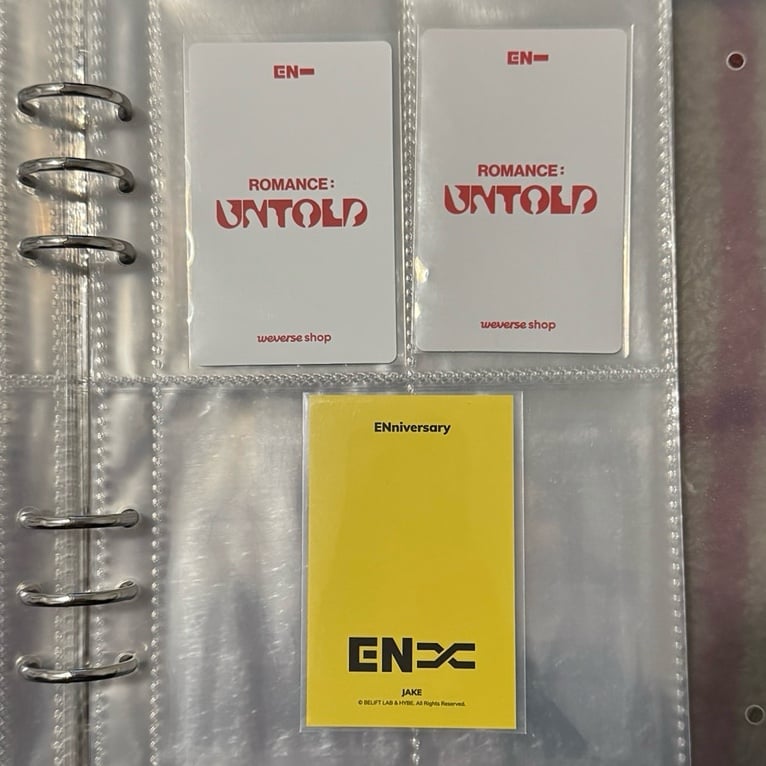 EN-
ROMANCE:
UNTOLD
weverse shop
EN-
ROMANCE:
UNTOLD
weverse shop
ENniversary
EN
JAKE
© BELIFT LAB & HYBE. All Rights Reserved.